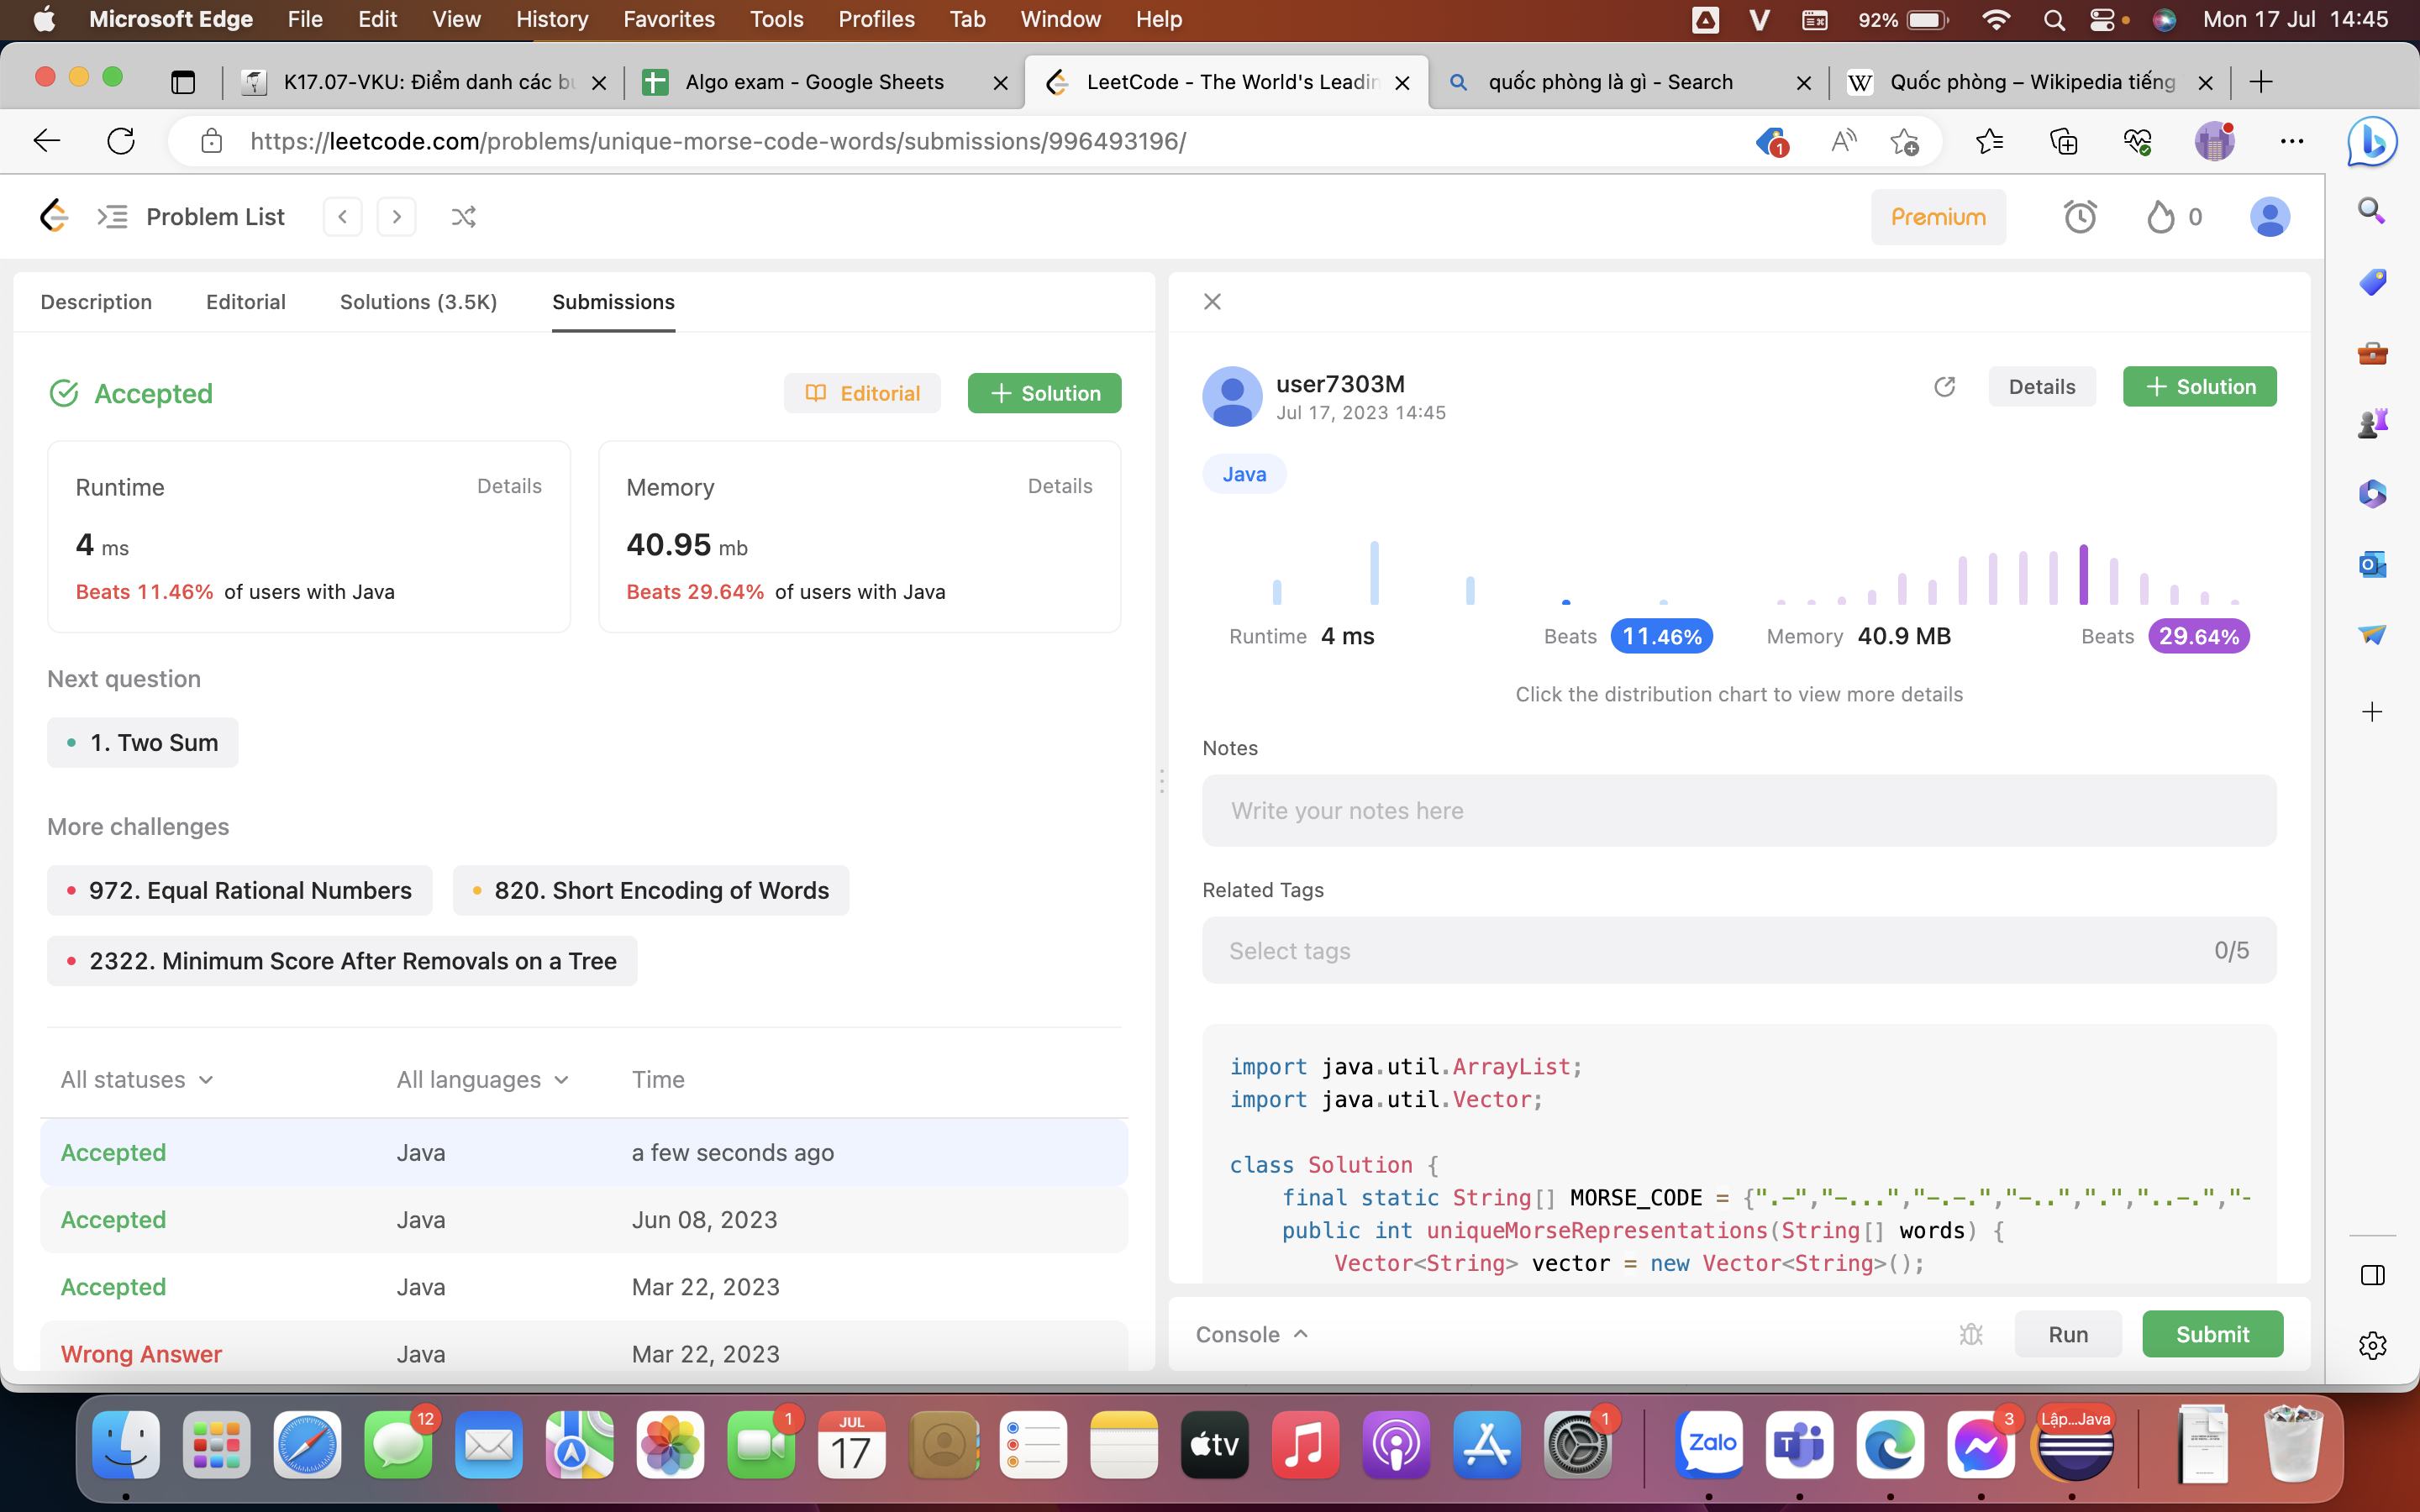 Microsoft Edge File Edit View History Favorites Tools Profiles Tab Window Help 92% Mon 17 Jul 14:45
K17.07-VKU: Điểm danh các bu Algo exam - Google Sheets LeetCode - The World's Leadin quốc phòng là gì - Search Quốc phòng – Wikipedia tiếng
https://leetcode.com/problems/unique-morse-code-words/submissions/996493196/ 1
Problem List Premium 0
Description Editorial Solutions (3.5K) Submissions
Accepted Editorial + Solution
Runtime Details Memory Details
4 ms 40.95 mb
Beats 11.46% of users with Java Beats 29.64% of users with Java
Next question
1. Two Sum
More challenges
972. Equal Rational Numbers 820. Short Encoding of Words
2322. Minimum Score After Removals on a Tree
All statuses All languages Time
Accepted Java a few seconds ago
Accepted Java Jun 08, 2023
Accepted Java Mar 22, 2023
Wrong Answer Java Mar 22, 2023
user7303M Details + Solution
Jul 17, 2023 14:45
Java
Runtime 4 ms Beats 11.46% Memory 40.9 MB Beats 29.64%
Click the distribution chart to view more details
Notes
Write your notes here
Related Tags
Select tags 0/5
import java.util.ArrayList;
import java.util.Vector;
class Solution {
final static String[] MORSE_CODE = {".-","-...","-.-.","-..",".","..-.","-
public int uniqueMorseRepresentations(String[] words) {
Vector<String> vector = new Vector<String>();
Console Run Submit
12 1 JUL 17 tv 1 Zalo 3 Lập...Java